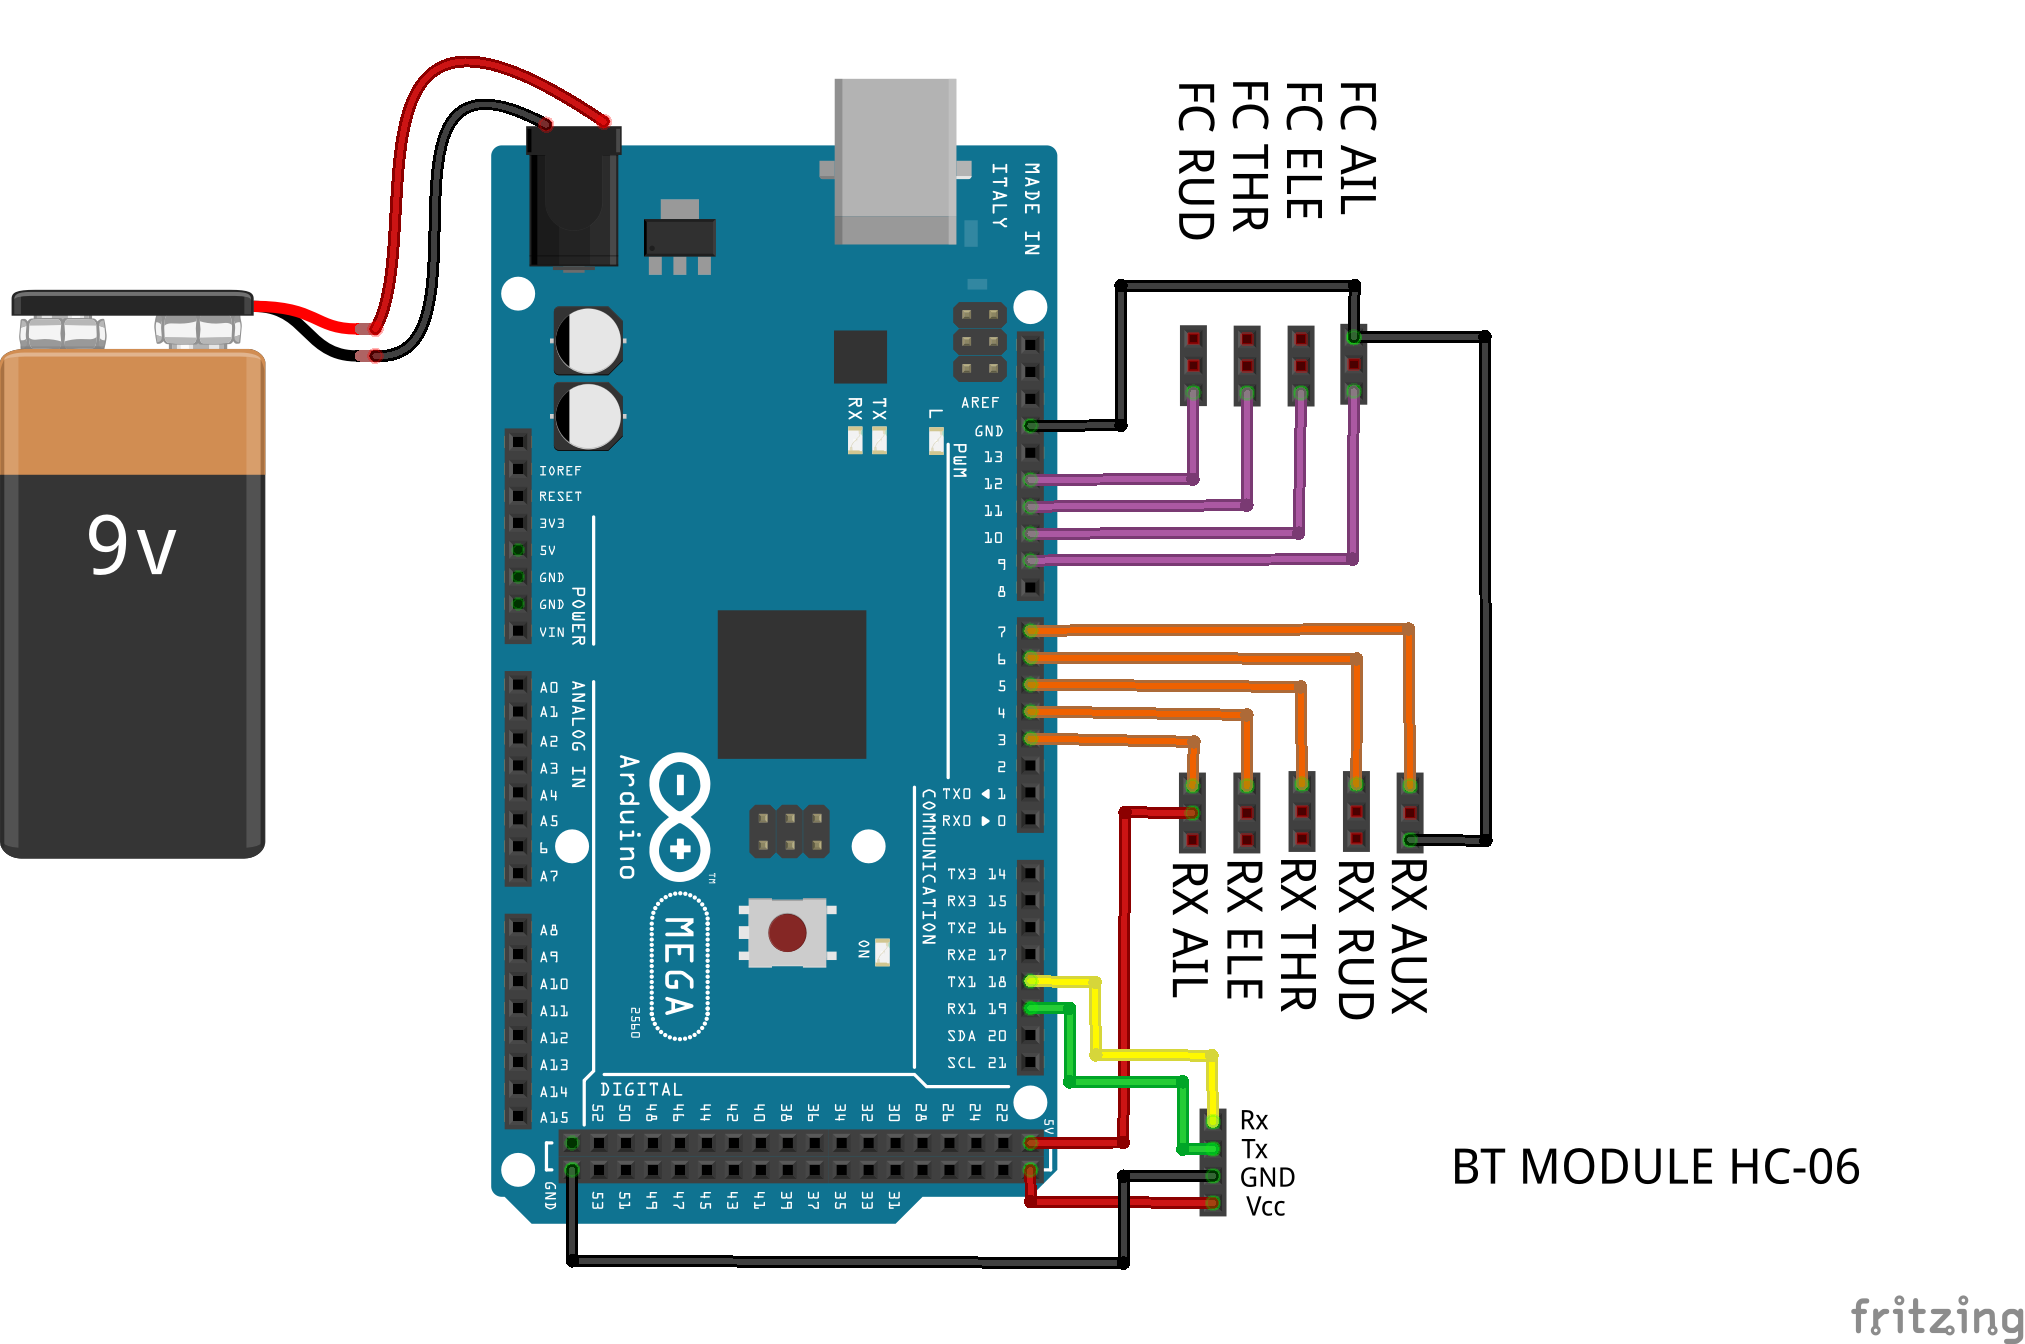 9v
FC RUD
FC THR
FC ELE
FC AIL
MADE IN
ITALY
RX
TX
L
PWM
AREF
GND
13
12
11
10
9
8
7
6
5
4
3
2
TX0 ◀ 1
RX0 ▶ 0
IOREF
RESET
3V3
5V
GND
GND
VIN
POWER
A0
A1
A2
A3
A4
A5
6
A7
ANALOG IN
A8
A9
A10
A11
A12
A13
A14
A15
Arduino
TM
MEGA
2560
ON
COMMUNICATION
TX3 14
RX3 15
TX2 16
RX2 17
TX1 18
RX1 19
SDA 20
SCL 21
DIGITAL
52 50 48 46 44 42 40 38 36 34 32 30 28 26 24 22
5V
GND
53 51 49 47 45 43 41 39 37 35 33 31
RX AIL
RX ELE
RX THR
RX RUD
RX AUX
Rx
Tx
GND
Vcc
BT MODULE HC-06
fritzing